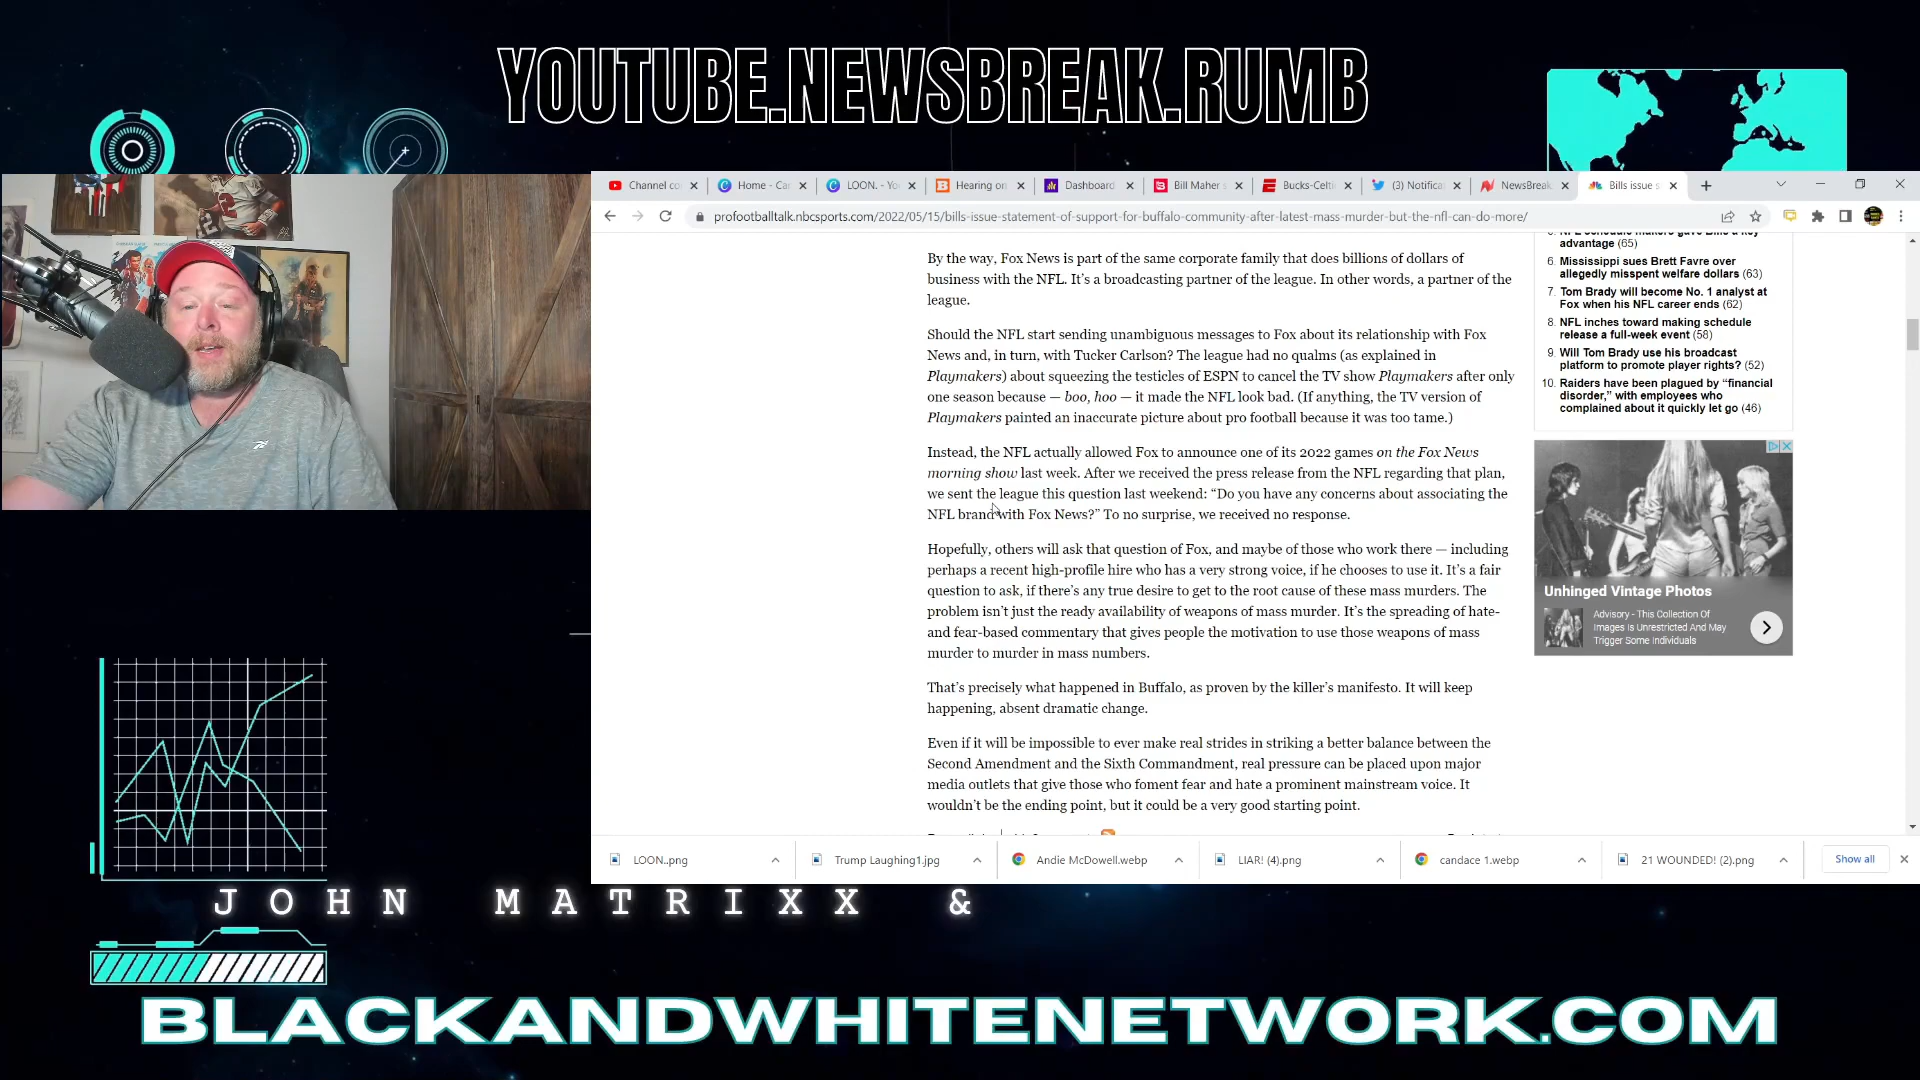 YOUTUBE.NEWSBREAK.RUMB
Channel co
Home - Ca
LOON. - Yo
Hearing on
Dashboard
Bill Maher s
Bucks-Celti
(3) Notifica
NewsBreak
Bills issue s
profootballtalk.nbcsports.com/2022/05/15/bills-issue-statement-of-support-for-buffalo-community-after-latest-mass-murder-but-the-nfl-can-do-more/
By the way, Fox News is part of the same corporate family that does billions of dollars of
business with the NFL. It’s a broadcasting partner of the league. In other words, a partner of the
league.
Should the NFL start sending unambiguous messages to Fox about its relationship with Fox
News and, in turn, with Tucker Carlson? The league had no qualms (as explained in
Playmakers) about squeezing the testicles of ESPN to cancel the TV show Playmakers after only
one season because — boo, hoo — it made the NFL look bad. (If anything, the TV version of
Playmakers painted an inaccurate picture about pro football because it was too tame.)
Instead, the NFL actually allowed Fox to announce one of its 2022 games on the Fox News
morning show last week. After we received the press release from the NFL regarding that plan,
we sent the league this question last weekend: “Do you have any concerns about associating the
NFL brand with Fox News?” To no surprise, we received no response.
Hopefully, others will ask that question of Fox, and maybe of those who work there — including
perhaps a recent high-profile hire who has a very strong voice, if he chooses to use it. It’s a fair
question to ask, if there’s any true desire to get to the root cause of these mass murders. The
problem isn’t just the ready availability of weapons of mass murder. It’s the spreading of hate-
and fear-based commentary that gives people the motivation to use those weapons of mass
murder to murder in mass numbers.
That’s precisely what happened in Buffalo, as proven by the killer’s manifesto. It will keep
happening, absent dramatic change.
Even if it will be impossible to ever make real strides in striking a better balance between the
Second Amendment and the Sixth Commandment, real pressure can be placed upon major
media outlets that give those who foment fear and hate a prominent mainstream voice. It
wouldn’t be the ending point, but it could be a very good starting point.
advantage (65)
6. Mississippi sues Brett Favre over
allegedly misspent welfare dollars (63)
7. Tom Brady will become No. 1 analyst at
Fox when his NFL career ends (62)
8. NFL inches toward making schedule
release a full-week event (58)
9. Will Tom Brady use his broadcast
platform to promote player rights? (52)
10. Raiders have been plagued by “financial
disorder,” with employees who
complained about it quickly let go (46)
Unhinged Vintage Photos
Advisory - This Collection Of
Images Is Unrestricted And May
Trigger Some Individuals
LOON..png
Trump Laughing1.jpg
Andie McDowell.webp
LIAR! (4).png
candace 1.webp
21 WOUNDED! (2).png
Show all
JOHN MATRIXX &
BLACKANDWHITENETWORK.COM